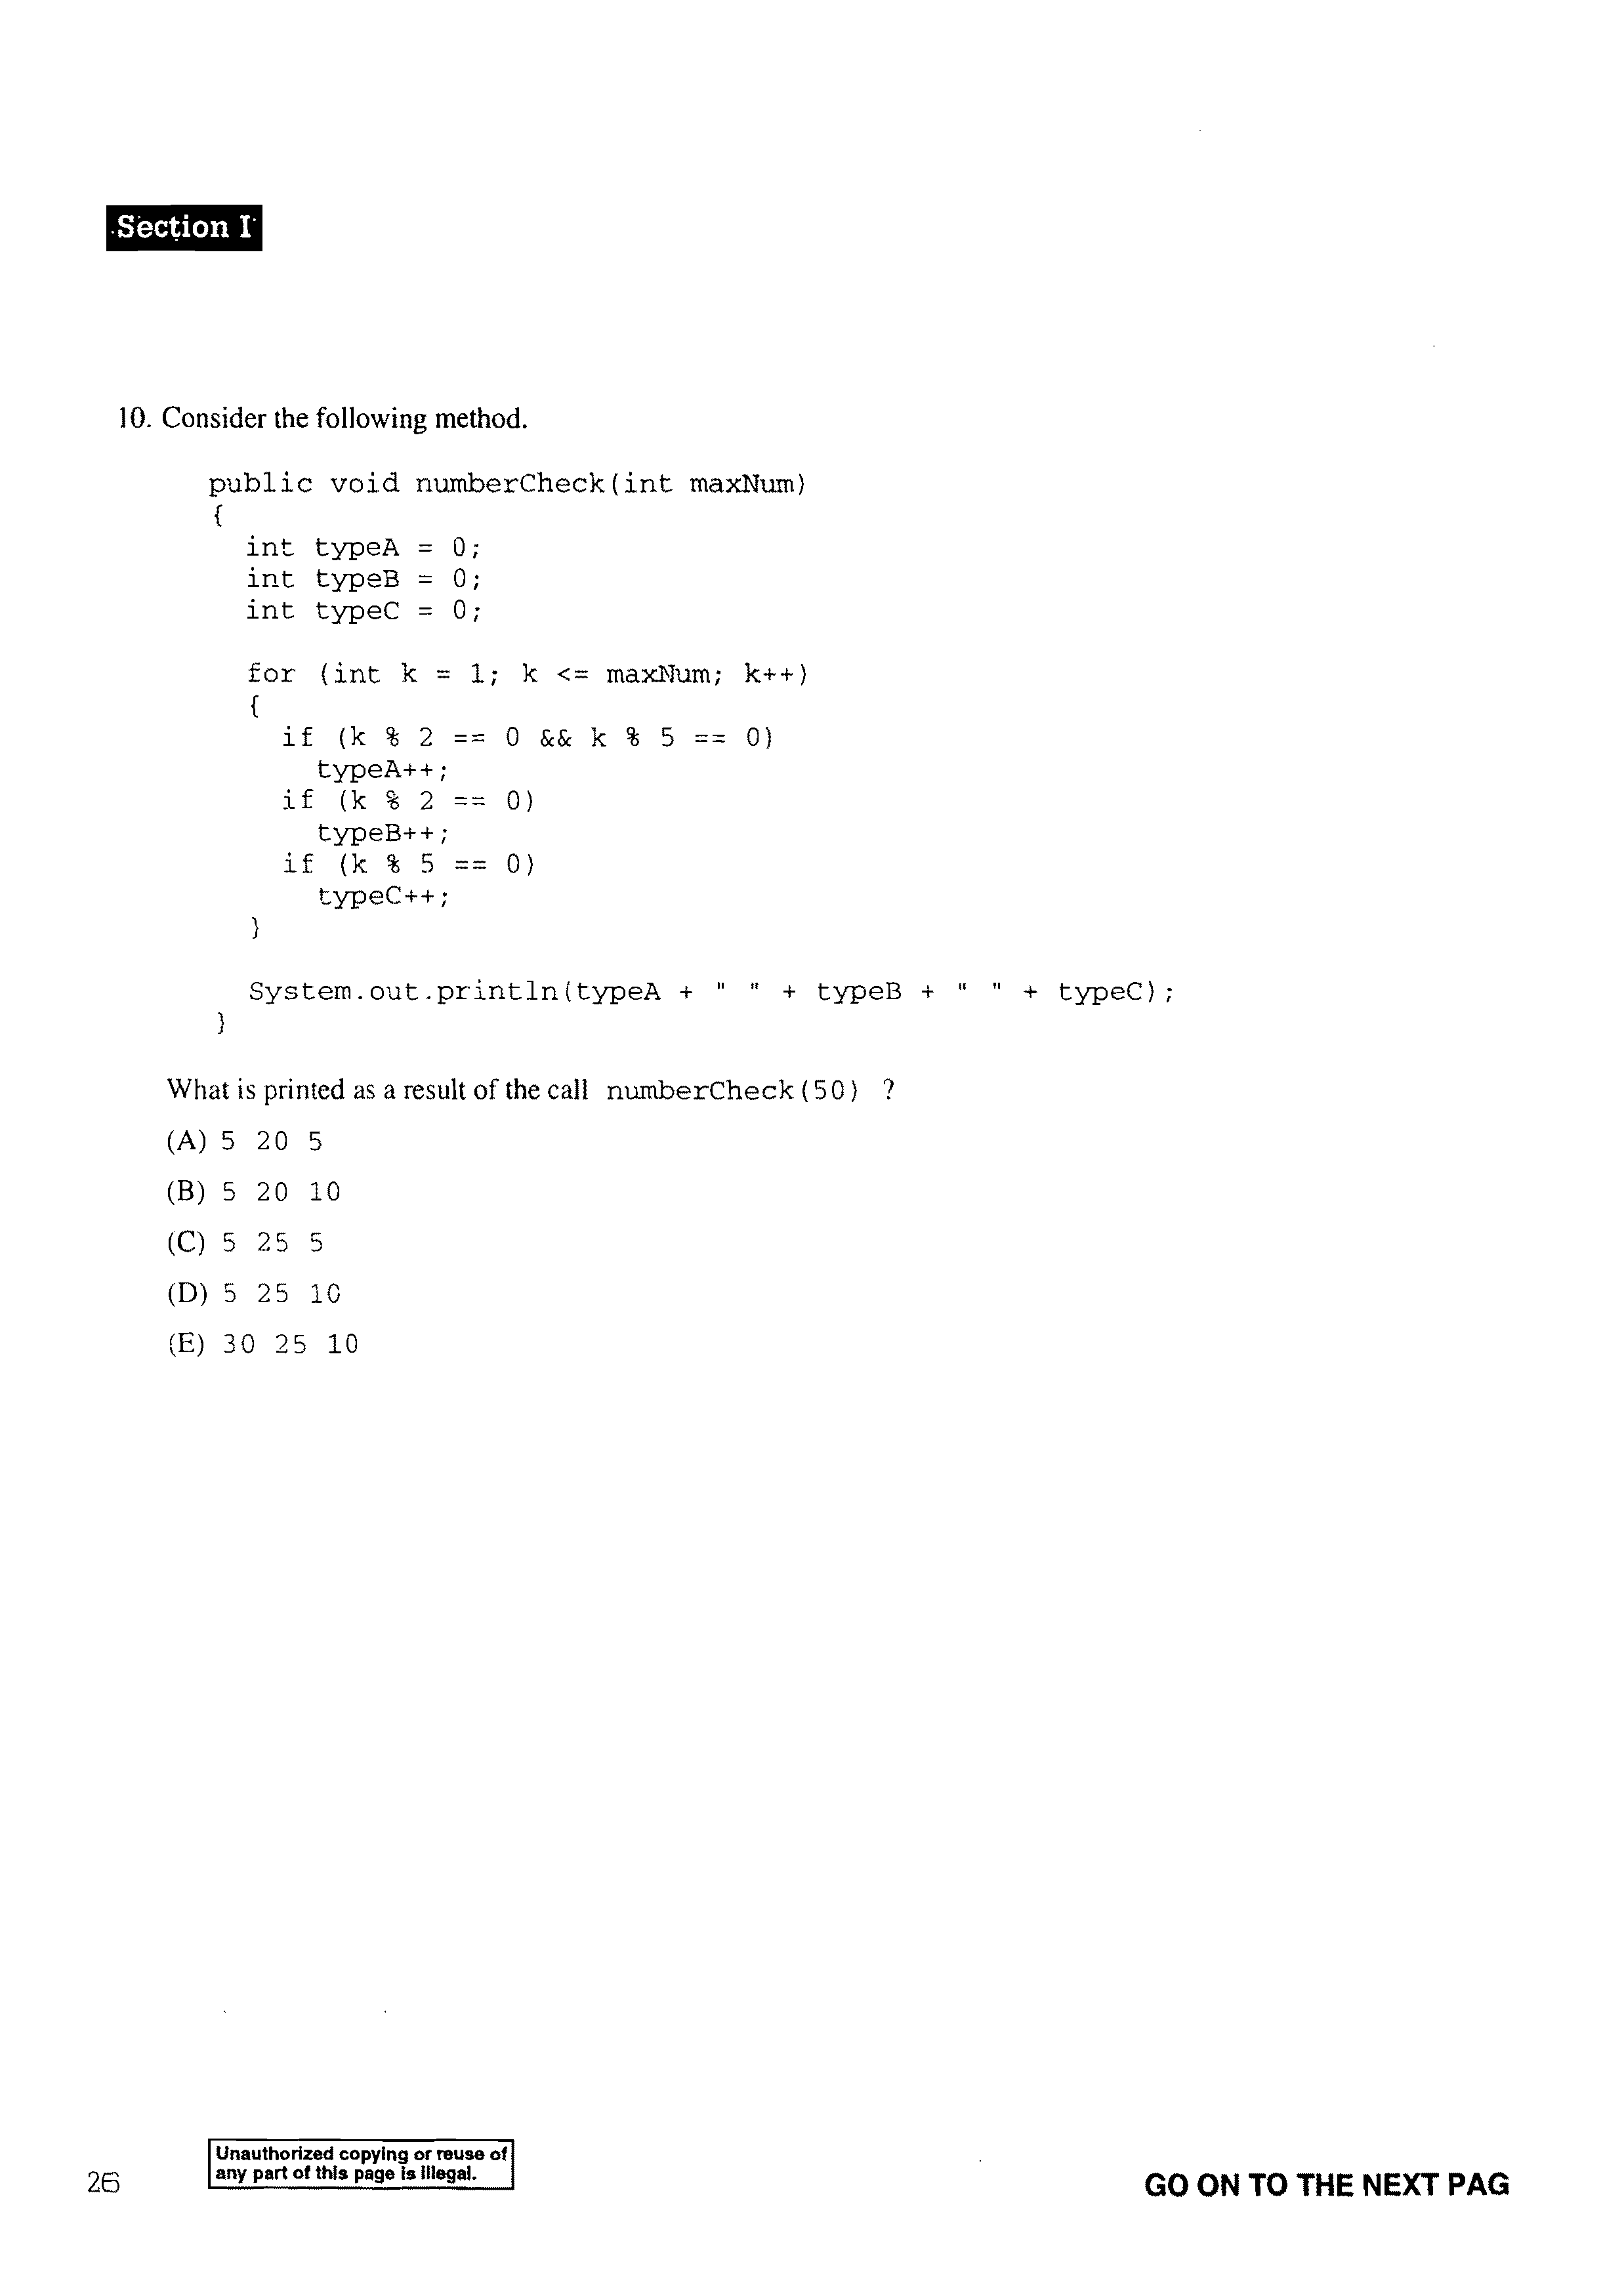 Section I
10. Consider the following method.
public void numberCheck(int maxNum)
{
int typeA = 0;
int typeB = 0;
int typeC = 0;
for (int k = 1; k <= maxNum; k++)
{
if (k % 2 == 0 && k % 5 == 0)
typeA++;
if (k % 2 == 0)
typeB++;
if (k % 5 == 0)
typeC++;
}
System.out.println(typeA + " " + typeB + " " + typeC);
}
What is printed as a result of the call numberCheck(50) ?
(A) 5 20 5
(B) 5 20 10
(C) 5 25 5
(D) 5 25 10
(E) 30 25 10
Unauthorized copying or reuse of
any part of this page is illegal.
26
GO ON TO THE NEXT PAG